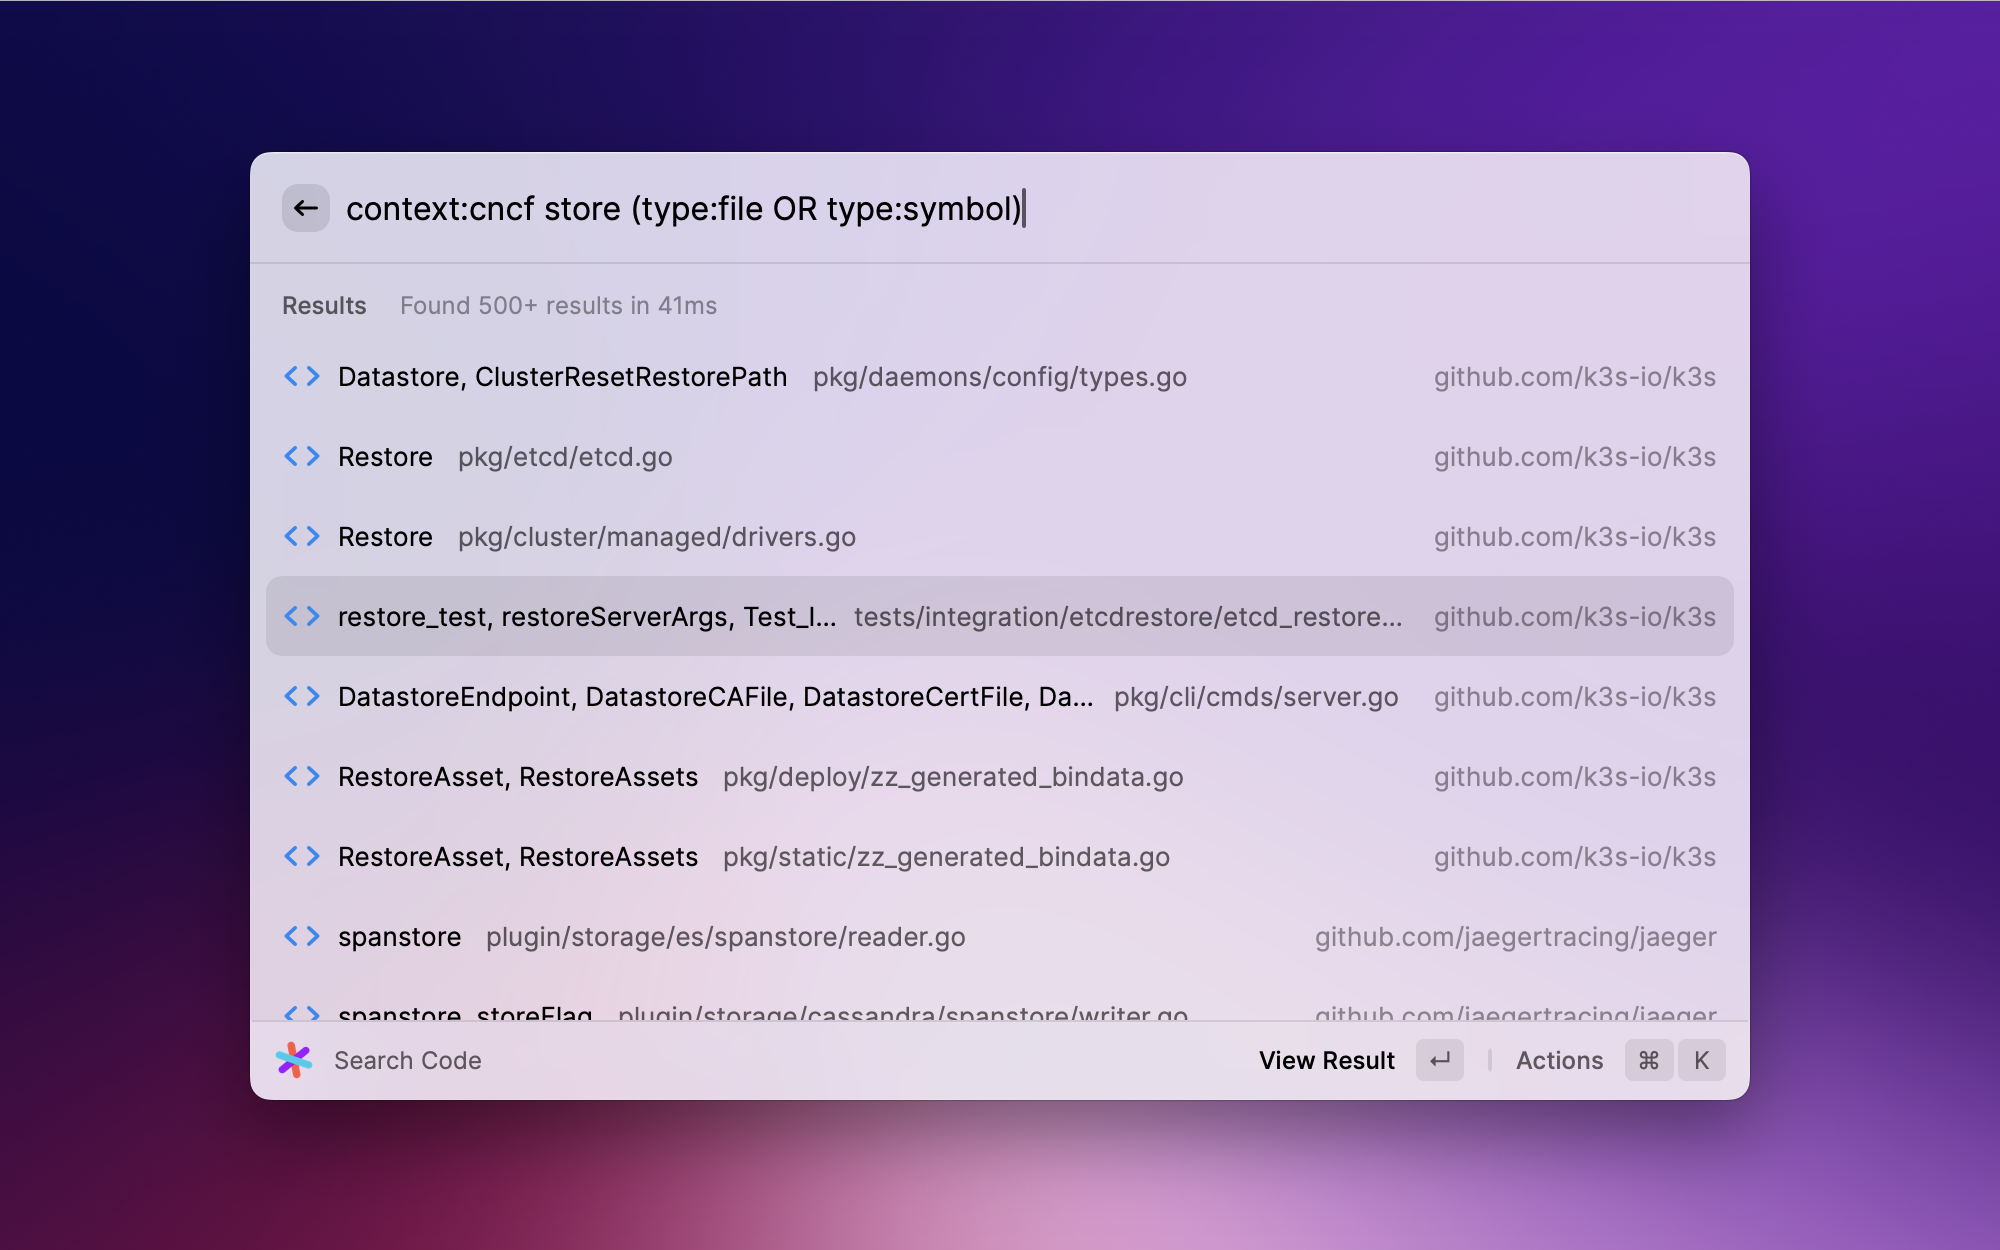 context:cncf store (type:file OR type:symbol)
Results Found 500+ results in 41ms
Datastore, ClusterResetRestorePath pkg/daemons/config/types.go github.com/k3s-io/k3s
Restore pkg/etcd/etcd.go github.com/k3s-io/k3s
Restore pkg/cluster/managed/drivers.go github.com/k3s-io/k3s
restore_test, restoreServerArgs, Test_I... tests/integration/etcdrestore/etcd_restore... github.com/k3s-io/k3s
DatastoreEndpoint, DatastoreCAFile, DatastoreCertFile, Da... pkg/cli/cmds/server.go github.com/k3s-io/k3s
RestoreAsset, RestoreAssets pkg/deploy/zz_generated_bindata.go github.com/k3s-io/k3s
RestoreAsset, RestoreAssets pkg/static/zz_generated_bindata.go github.com/k3s-io/k3s
spanstore plugin/storage/es/spanstore/reader.go github.com/jaegertracing/jaeger
spanstore, storeFlag plugin/storage/cassandra/spanstore/writer.go github.com/jaegertracing/jaeger
Search Code View Result ↵ Actions ⌘ K